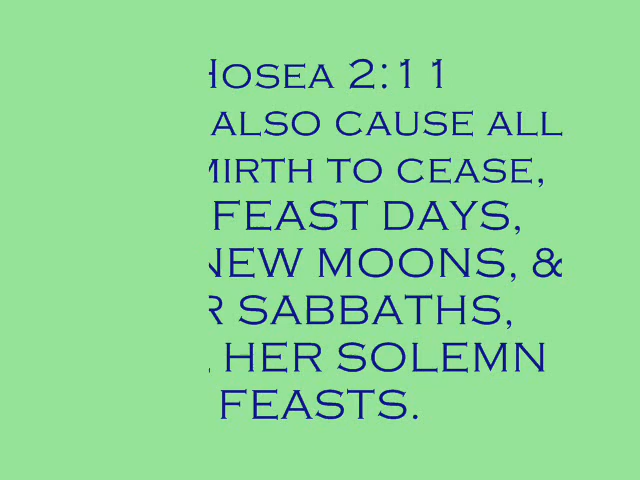 Hosea 2:11
ALSO CAUSE ALL
MIRTH TO CEASE,
FEAST DAYS,
NEW MOONS, &
SABBATHS,
HER SOLEMN
FEASTS.